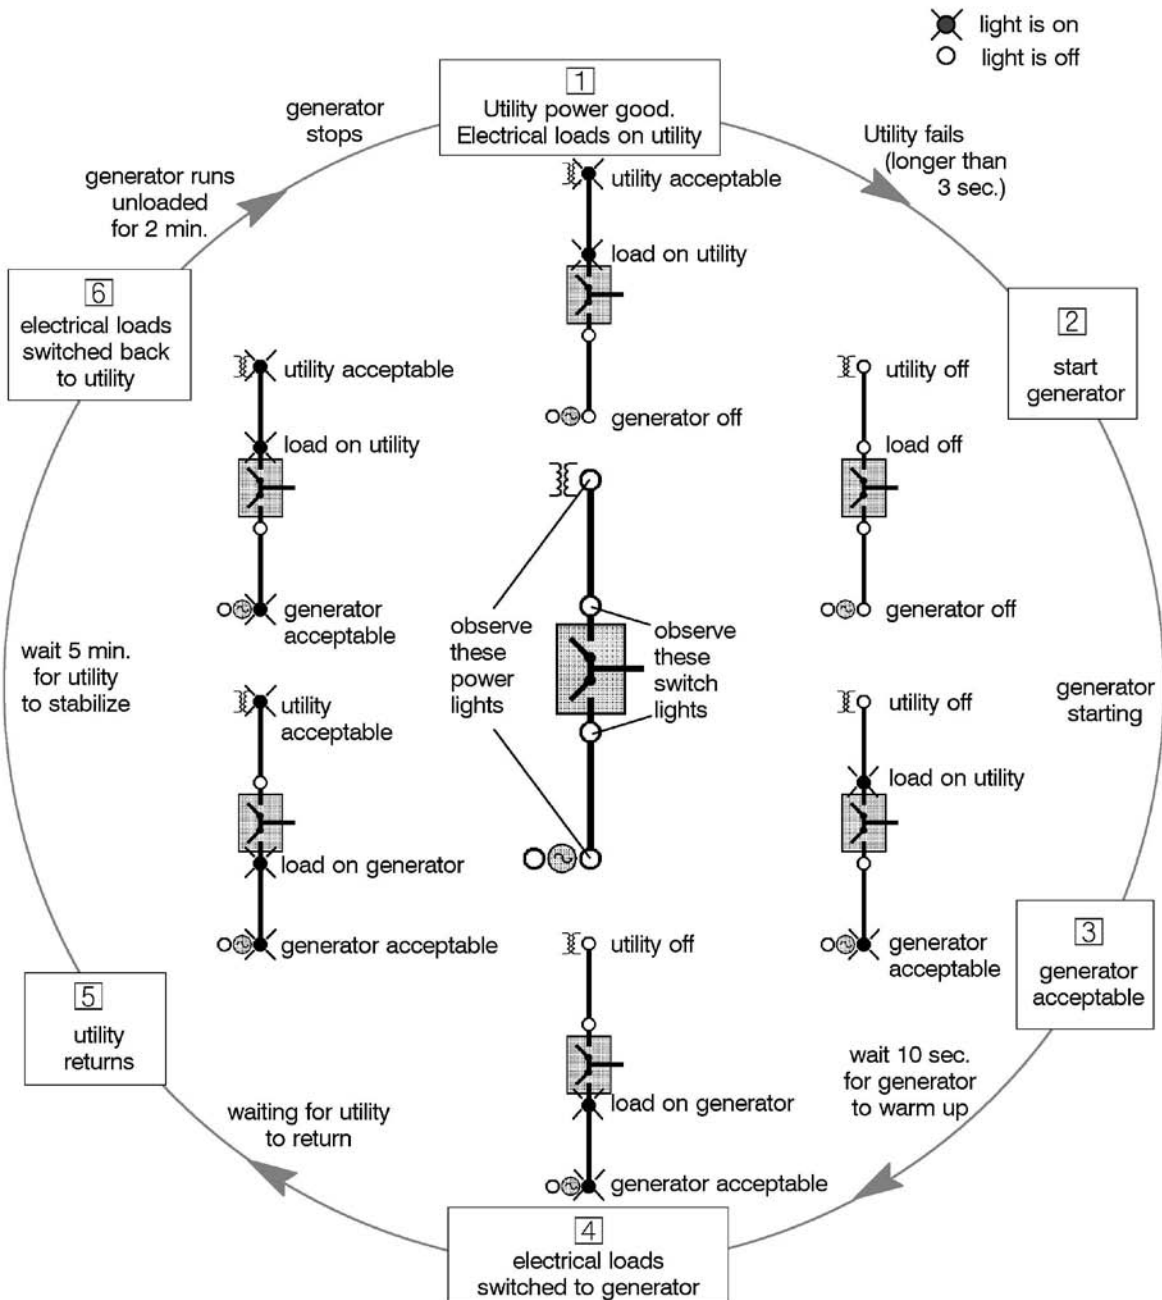 light is on
light is off
1
Utility power good.
Electrical loads on utility
generator
stops
Utility fails
(longer than
3 sec.)
generator runs
unloaded
for 2 min.
utility acceptable
load on utility
generator off
6
electrical loads
switched back
to utility
2
start
generator
utility acceptable
load on utility
generator
acceptable
utility off
load off
generator off
observe
these
power
lights
observe
these
switch
lights
wait 5 min.
for utility
to stabilize
generator
starting
utility
acceptable
load on generator
generator acceptable
utility off
load on utility
generator
acceptable
3
generator
acceptable
utility off
load on generator
generator acceptable
5
utility
returns
wait 10 sec.
for generator
to warm up
waiting for utility
to return
4
electrical loads
switched to generator